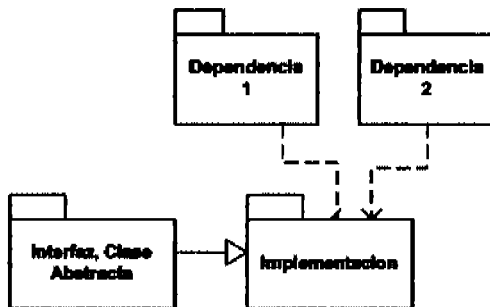 Dependencia
1
Dependencia
2
Interfaz, Clase
Abstracta
Implementacion